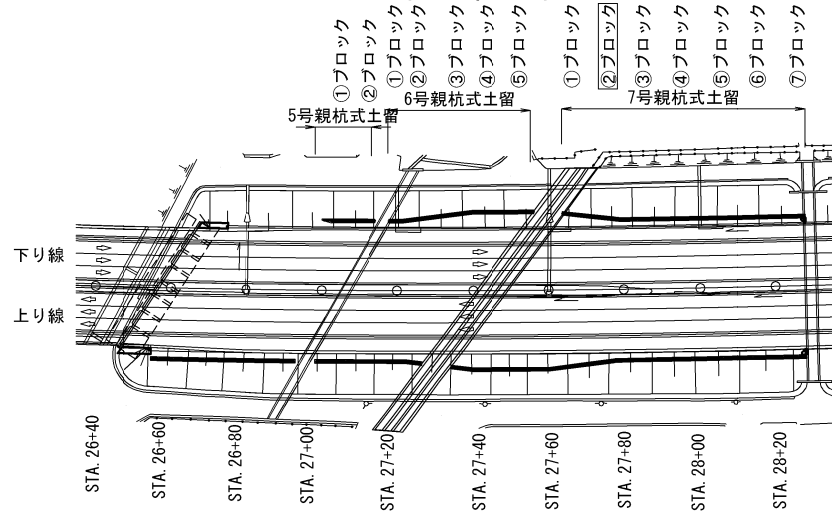 ①ブロック
②ブロック
①ブロック
②ブロック
③ブロック
④ブロック
⑤ブロック
①ブロック
②ブロック
③ブロック
④ブロック
⑤ブロック
⑥ブロック
⑦ブロック
5号親杭式土留
6号親杭式土留
7号親杭式土留
下り線
上り線
STA. 26+40
STA. 26+60
STA. 26+80
STA. 27+00
STA. 27+20
STA. 27+40
STA. 27+60
STA. 27+80
STA. 28+00
STA. 28+20